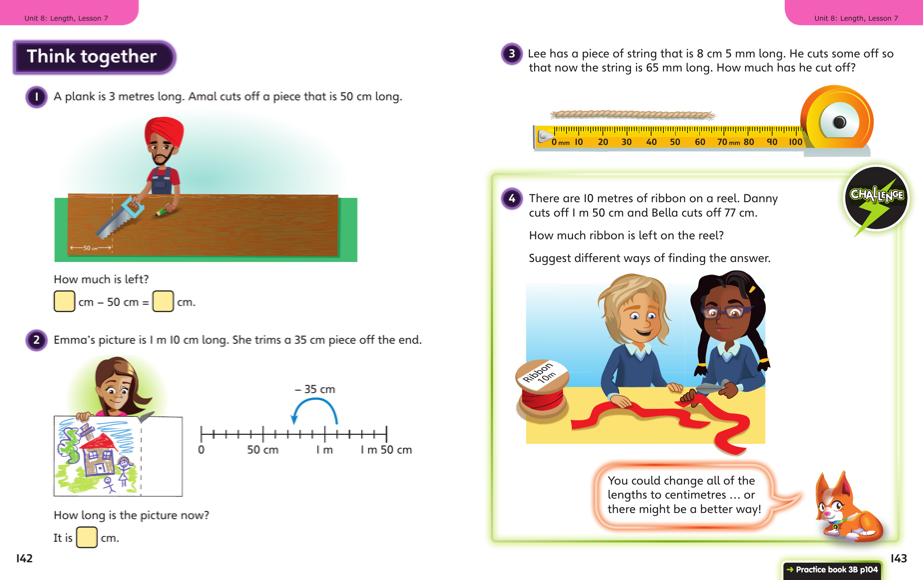 Unit 8: Length, Lesson 7
Think together
1 A plank is 3 metres long. Amal cuts off a piece that is 50 cm long.
50 cm
How much is left?
cm – 50 cm = cm.
2 Emma's picture is 1 m 10 cm long. She trims a 35 cm piece off the end.
– 35 cm
0 50 cm 1 m 1 m 50 cm
How long is the picture now?
It is cm.
142
Unit 8: Length, Lesson 7
3 Lee has a piece of string that is 8 cm 5 mm long. He cuts some off so
that now the string is 65 mm long. How much has he cut off?
0 mm 10 20 30 40 50 60 70 mm 80 90 100
CHALLENGE
4 There are 10 metres of ribbon on a reel. Danny
cuts off 1 m 50 cm and Bella cuts off 77 cm.
How much ribbon is left on the reel?
Suggest different ways of finding the answer.
Ribbon
10m
You could change all of the
lengths to centimetres … or
there might be a better way!
143
→ Practice book 3B p104